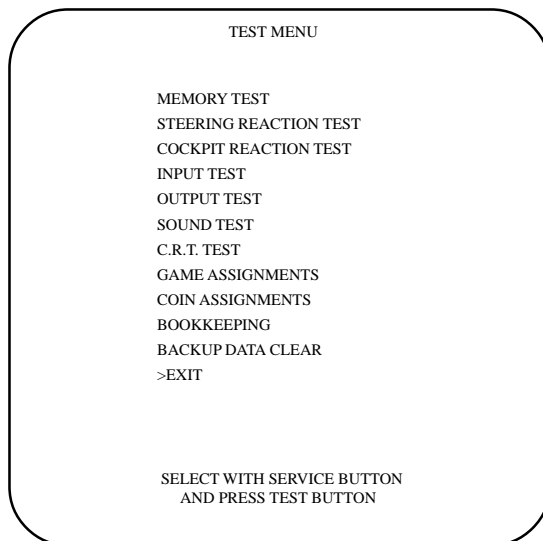 TEST MENU
MEMORY TEST
STEERING REACTION TEST
COCKPIT REACTION TEST
INPUT TEST
OUTPUT TEST
SOUND TEST
C.R.T. TEST
GAME ASSIGNMENTS
COIN ASSIGNMENTS
BOOKKEEPING
BACKUP DATA CLEAR
>EXIT
SELECT WITH SERVICE BUTTON
AND PRESS TEST BUTTON